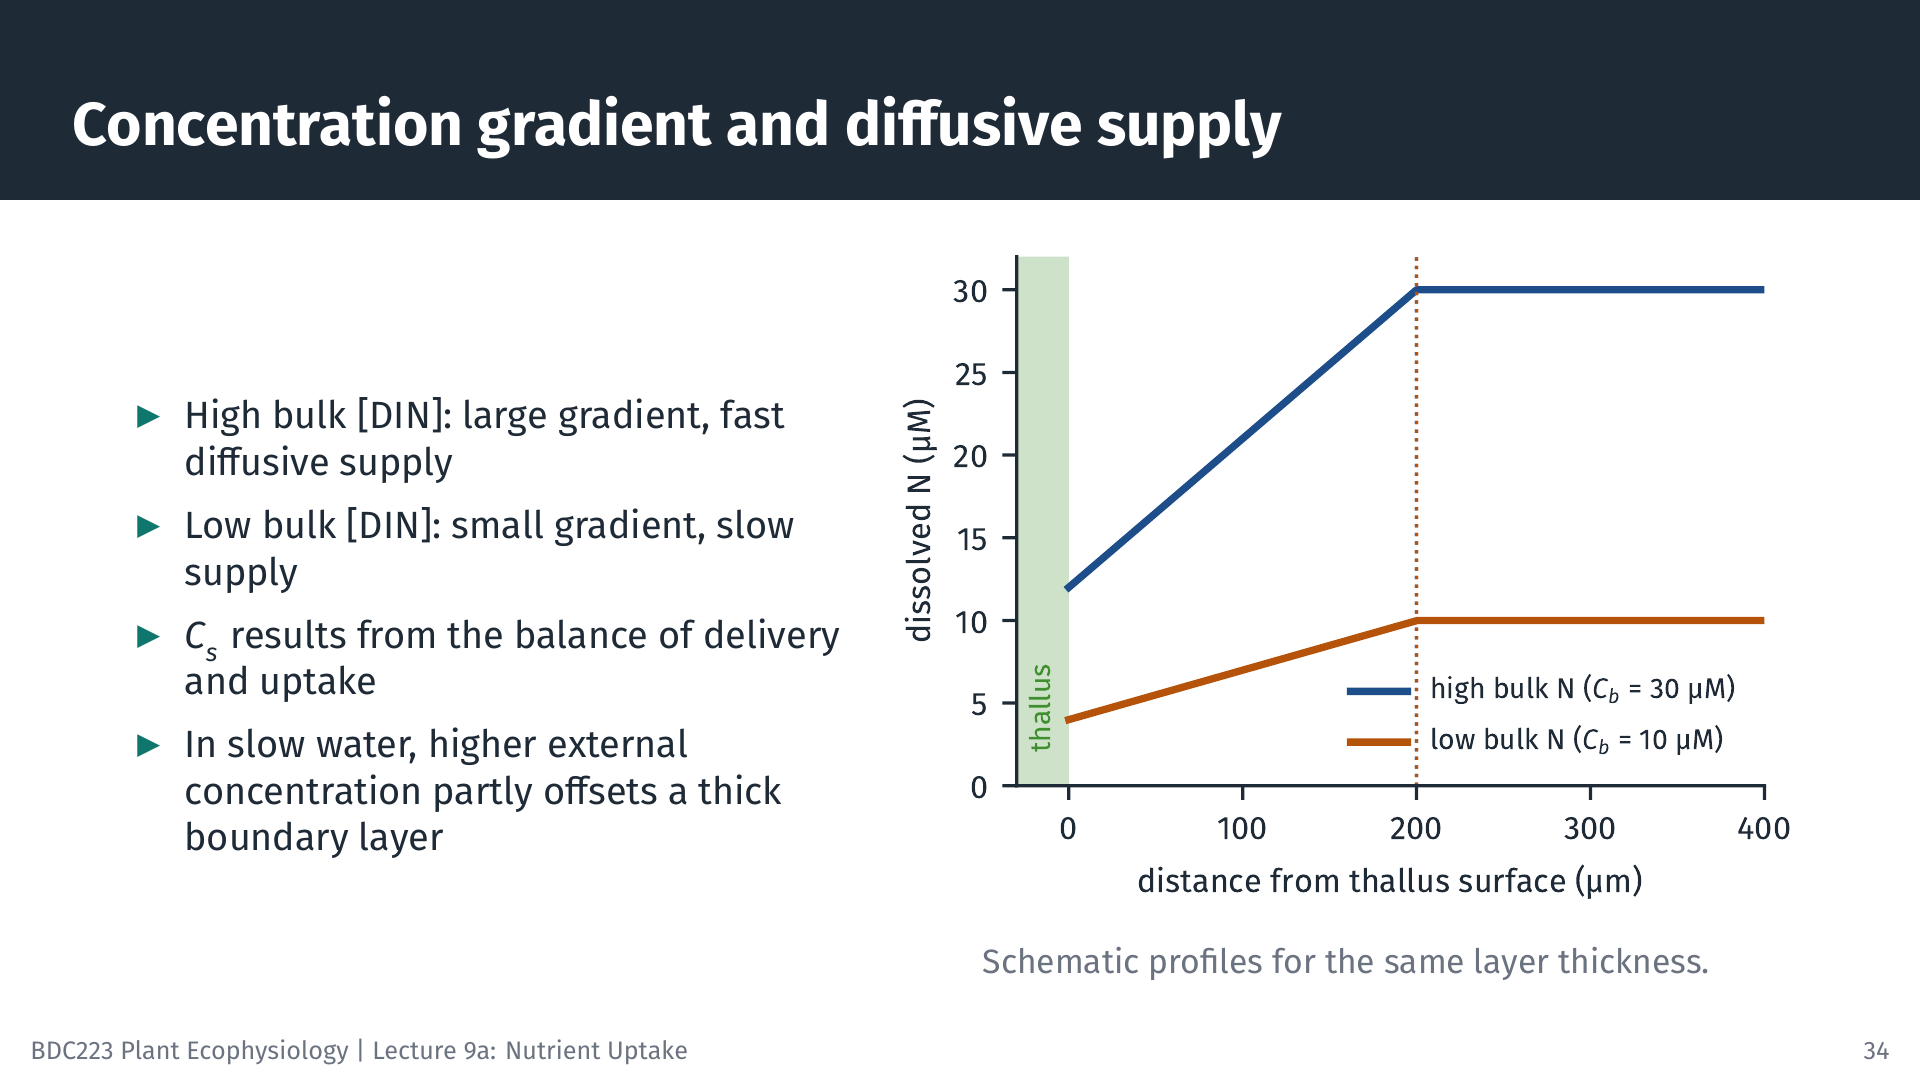 Concentration gradient and diffusive supply
► High bulk [DIN]: large gradient, fast
diffusive supply
► Low bulk [DIN]: small gradient, slow
supply
► Cs results from the balance of delivery
and uptake
► In slow water, higher external
concentration partly offsets a thick
boundary layer
dissolved N (µM)
30
25
20
15
10
5
0
thallus
high bulk N (Cb = 30 µM)
low bulk N (Cb = 10 µM)
0 100 200 300 400
distance from thallus surface (µm)
Schematic profiles for the same layer thickness.
BDC223 Plant Ecophysiology | Lecture 9a: Nutrient Uptake
34